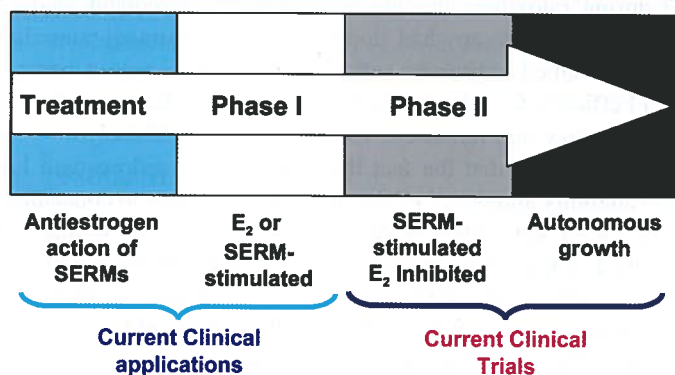 Treatment Phase I Phase II
Antiestrogen
action of
SERMs
E₂ or
SERM-
stimulated
SERM-
stimulated
E₂ Inhibited
Autonomous
growth
Current Clinical
applications
Current Clinical
Trials